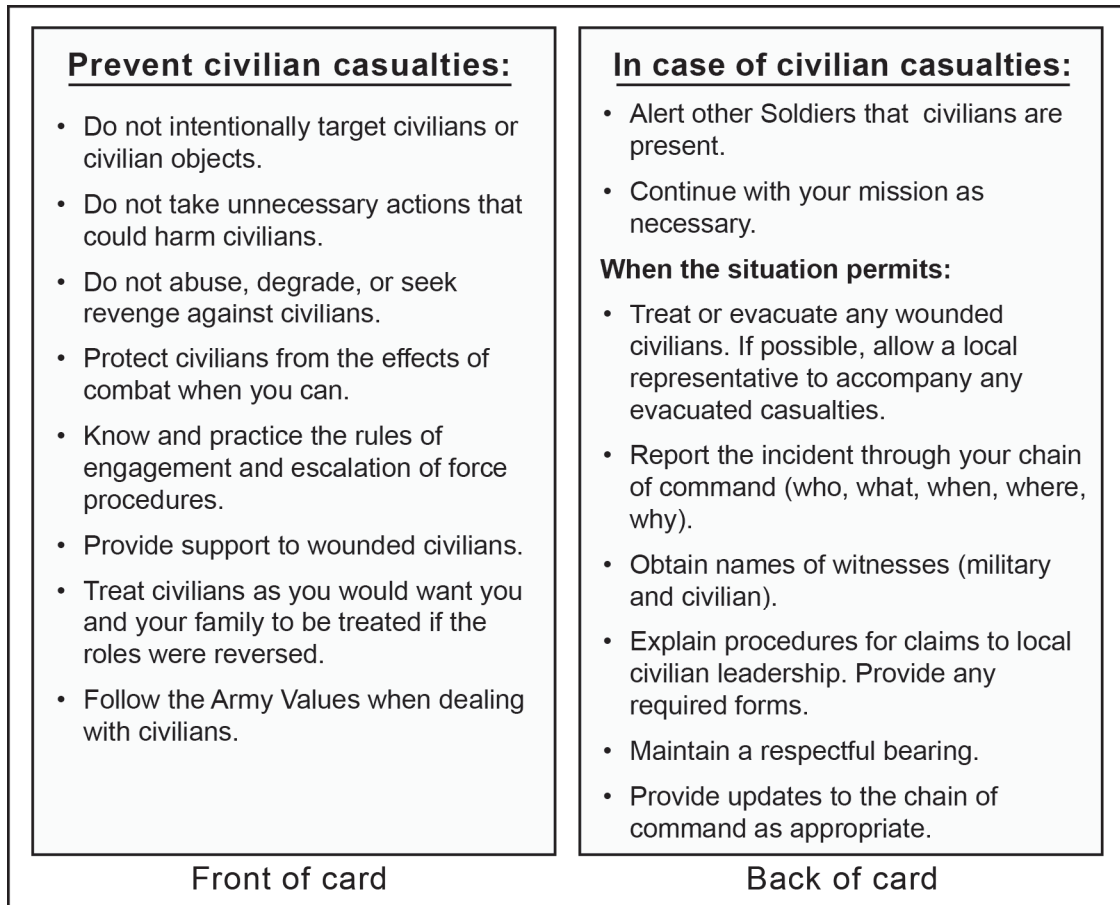 Prevent civilian casualties:
• Do not intentionally target civilians or
civilian objects.
• Do not take unnecessary actions that
could harm civilians.
• Do not abuse, degrade, or seek
revenge against civilians.
• Protect civilians from the effects of
combat when you can.
• Know and practice the rules of
engagement and escalation of force
procedures.
• Provide support to wounded civilians.
• Treat civilians as you would want you
and your family to be treated if the
roles were reversed.
• Follow the Army Values when dealing
with civilians.
Front of card
In case of civilian casualties:
• Alert other Soldiers that civilians are
present.
• Continue with your mission as
necessary.
When the situation permits:
• Treat or evacuate any wounded
civilians. If possible, allow a local
representative to accompany any
evacuated casualties.
• Report the incident through your chain
of command (who, what, when, where,
why).
• Obtain names of witnesses (military
and civilian).
• Explain procedures for claims to local
civilian leadership. Provide any
required forms.
• Maintain a respectful bearing.
• Provide updates to the chain of
command as appropriate.
Back of card